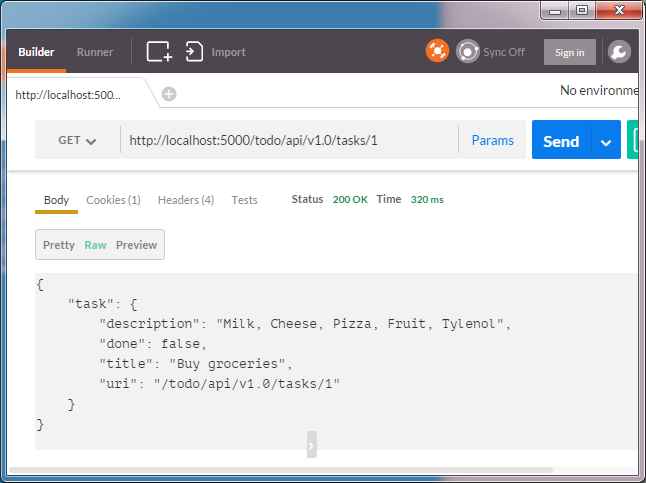 Builder Runner Import Sync Off Sign in
http://localhost:500... No environme
GET http://localhost:5000/todo/api/v1.0/tasks/1 Params Send
Body Cookies (1) Headers (4) Tests Status 200 OK Time 320 ms
Pretty Raw Preview
{
    "task": {
        "description": "Milk, Cheese, Pizza, Fruit, Tylenol",
        "done": false,
        "title": "Buy groceries",
        "uri": "/todo/api/v1.0/tasks/1"
    }
}